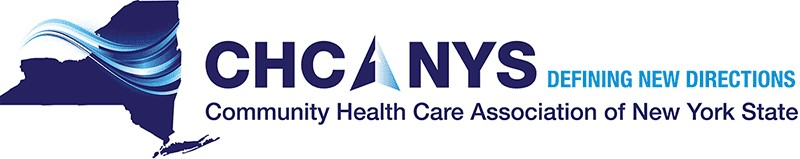 CHCANYS DEFINING NEW DIRECTIONS
Community Health Care Association of New York State